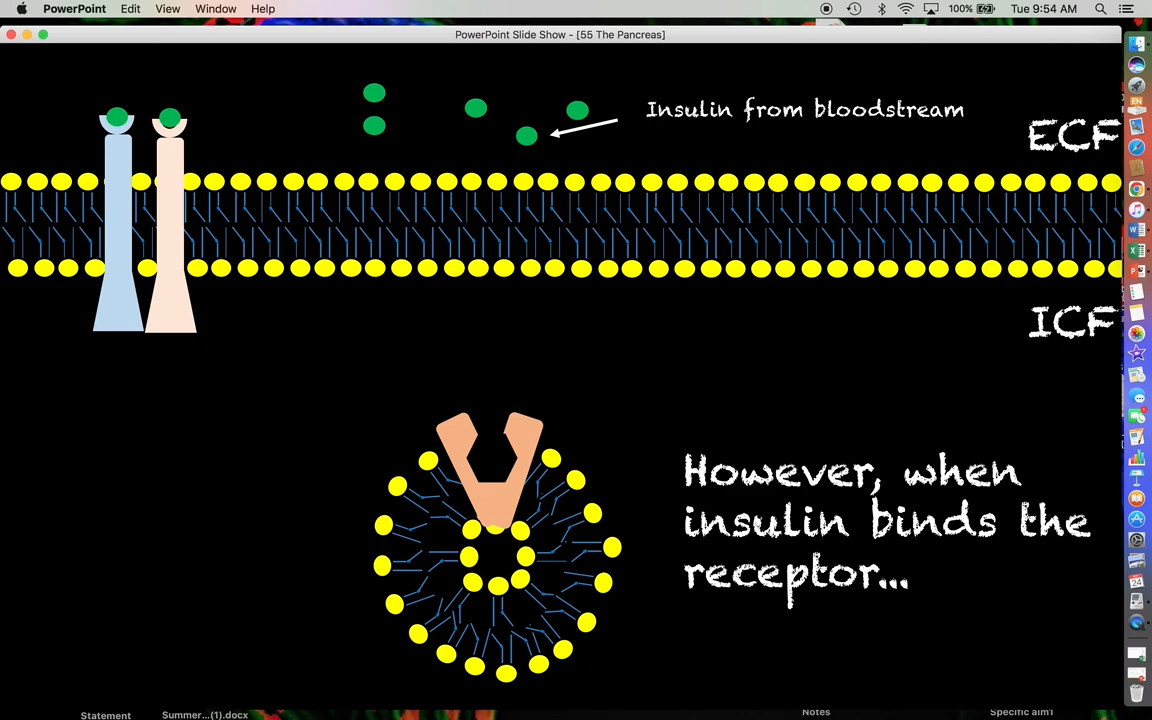 PowerPoint Edit View Window Help 100% Tue 9:54 AM
PowerPoint Slide Show - [55 The Pancreas]
Insulin from bloodstream
ECF
ICF
However, when
insulin binds the
receptor...
Statement Summer...(1).docx Notes Specific aim1